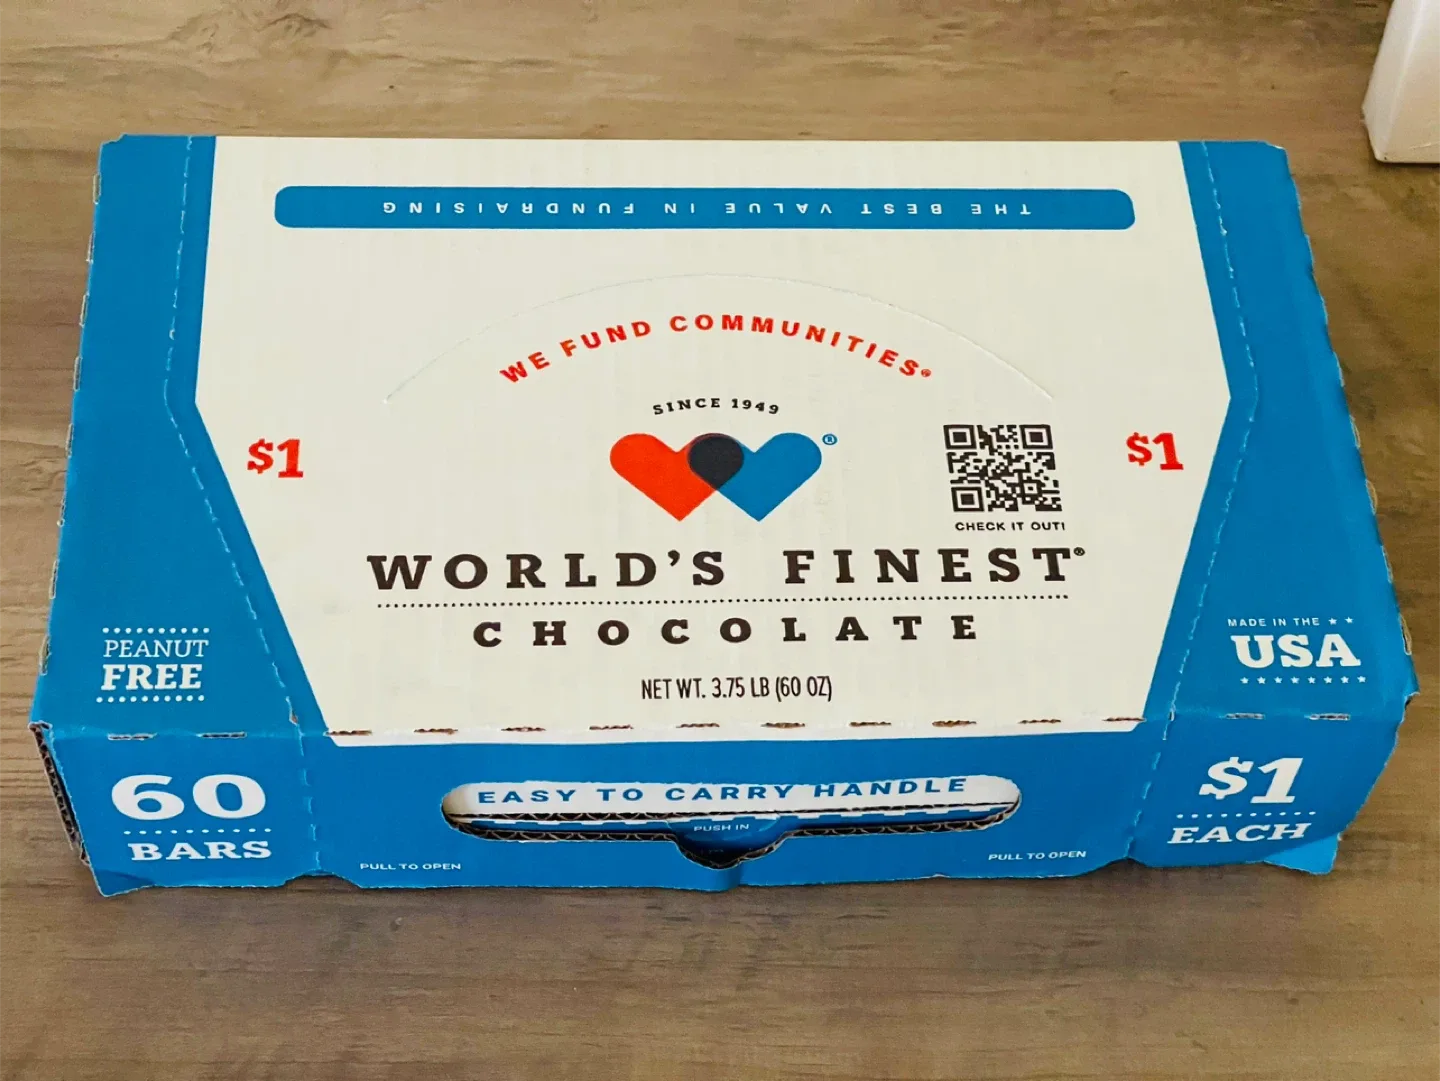 THE BEST VALUE IN FUNDRAISING
WE FUND COMMUNITIES®
SINCE 1949
®
$1
$1
CHECK IT OUT!
WORLD'S FINEST®
CHOCOLATE
NET WT. 3.75 LB (60 OZ)
PEANUT
FREE
MADE IN THE
USA
60
BARS
EASY TO CARRY HANDLE
PUSH IN
PULL TO OPEN
PULL TO OPEN
$1
EACH